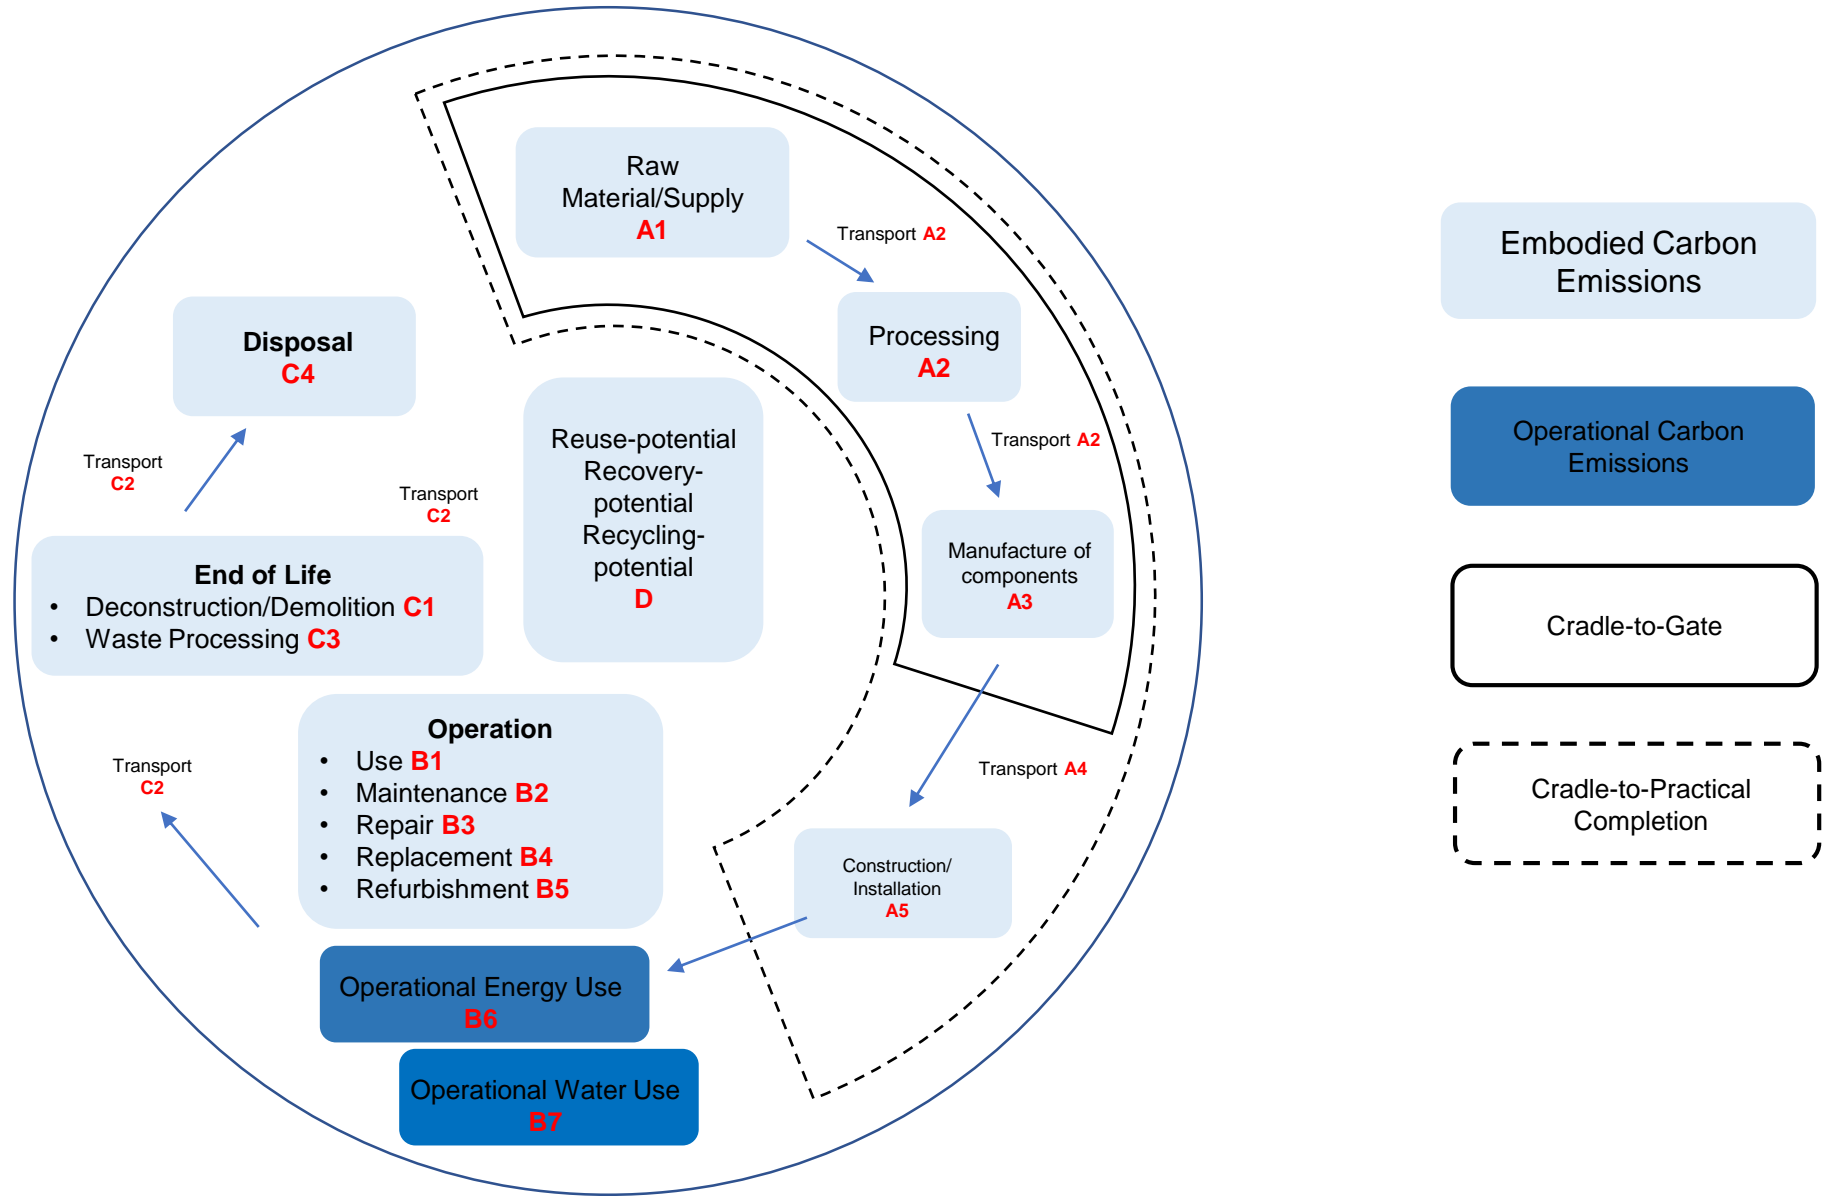 Raw
Material/Supply
A1
Transport A2
Processing
A2
Transport A2
Manufacture of
components
A3
Transport A4
Construction/
Installation
A5
Disposal
C4
Transport
C2
Transport
C2
End of Life
• Deconstruction/Demolition C1
• Waste Processing C3
Reuse-potential
Recovery-
potential
Recycling-
potential
D
Operation
• Use B1
• Maintenance B2
• Repair B3
• Replacement B4
• Refurbishment B5
Transport
C2
Operational Energy Use
B6
Operational Water Use
B7
Embodied Carbon
Emissions
Operational Carbon
Emissions
Cradle-to-Gate
Cradle-to-Practical
Completion